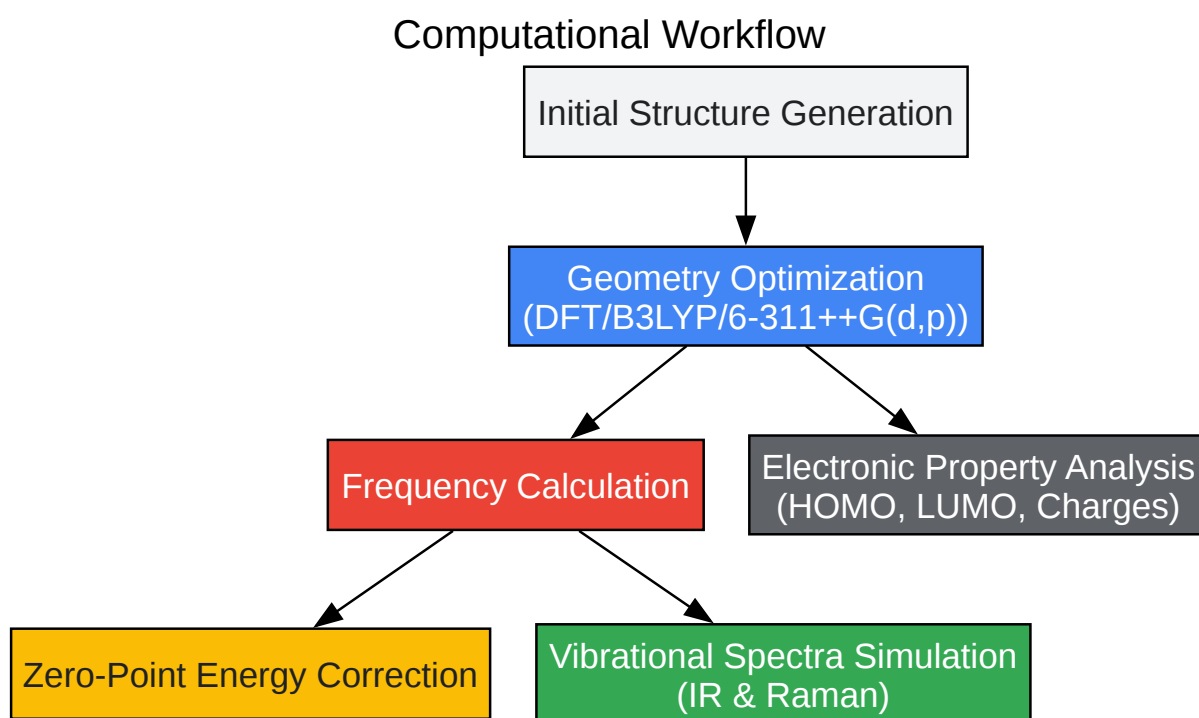 Computational Workflow
Initial Structure Generation
Geometry Optimization
(DFT/B3LYP/6-311++G(d,p))
Frequency Calculation
Electronic Property Analysis
(HOMO, LUMO, Charges)
Zero-Point Energy Correction
Vibrational Spectra Simulation
(IR & Raman)